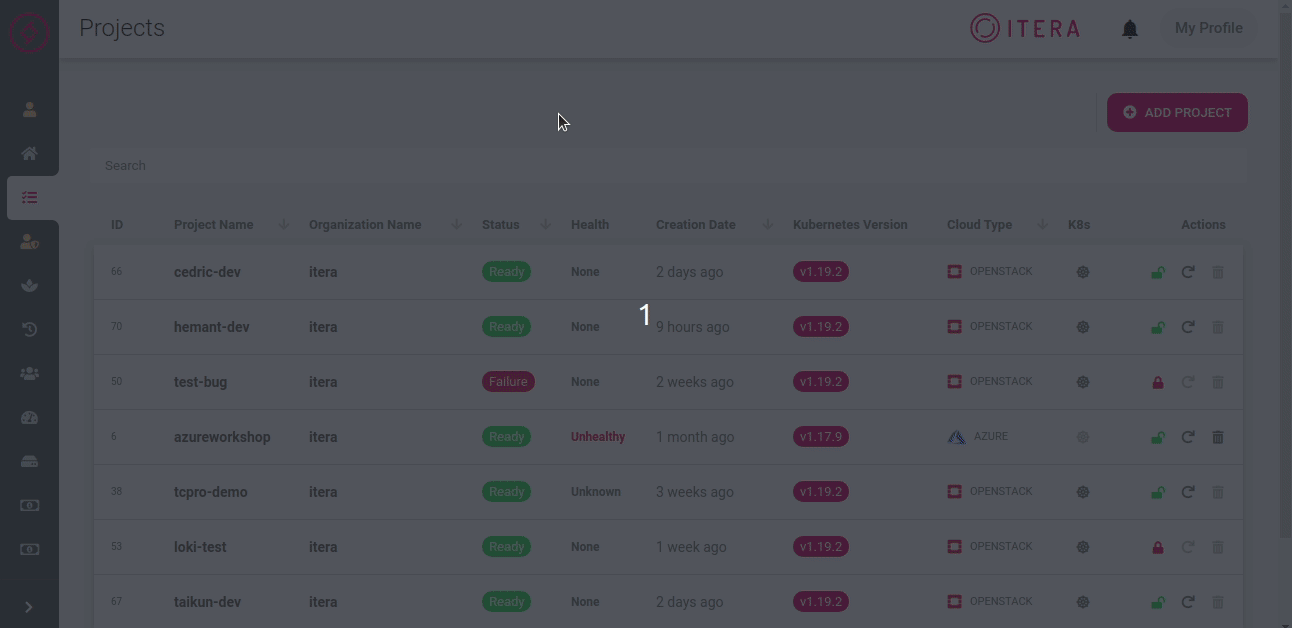 Projects
ITERA
My Profile
ADD PROJECT
Search
ID Project Name Organization Name Status Health Creation Date Kubernetes Version Cloud Type K8s Actions
66 cedric-dev itera Ready None 2 days ago v1.19.2 OPENSTACK
1
70 hemant-dev itera Ready None 9 hours ago v1.19.2 OPENSTACK
50 test-bug itera Failure None 2 weeks ago v1.19.2 OPENSTACK
6 azureworkshop itera Ready Unhealthy 1 month ago v1.17.9 AZURE
38 tcpro-demo itera Ready Unknown 3 weeks ago v1.19.2 OPENSTACK
53 loki-test itera Ready None 1 week ago v1.19.2 OPENSTACK
67 taikun-dev itera Ready None 2 days ago v1.19.2 OPENSTACK